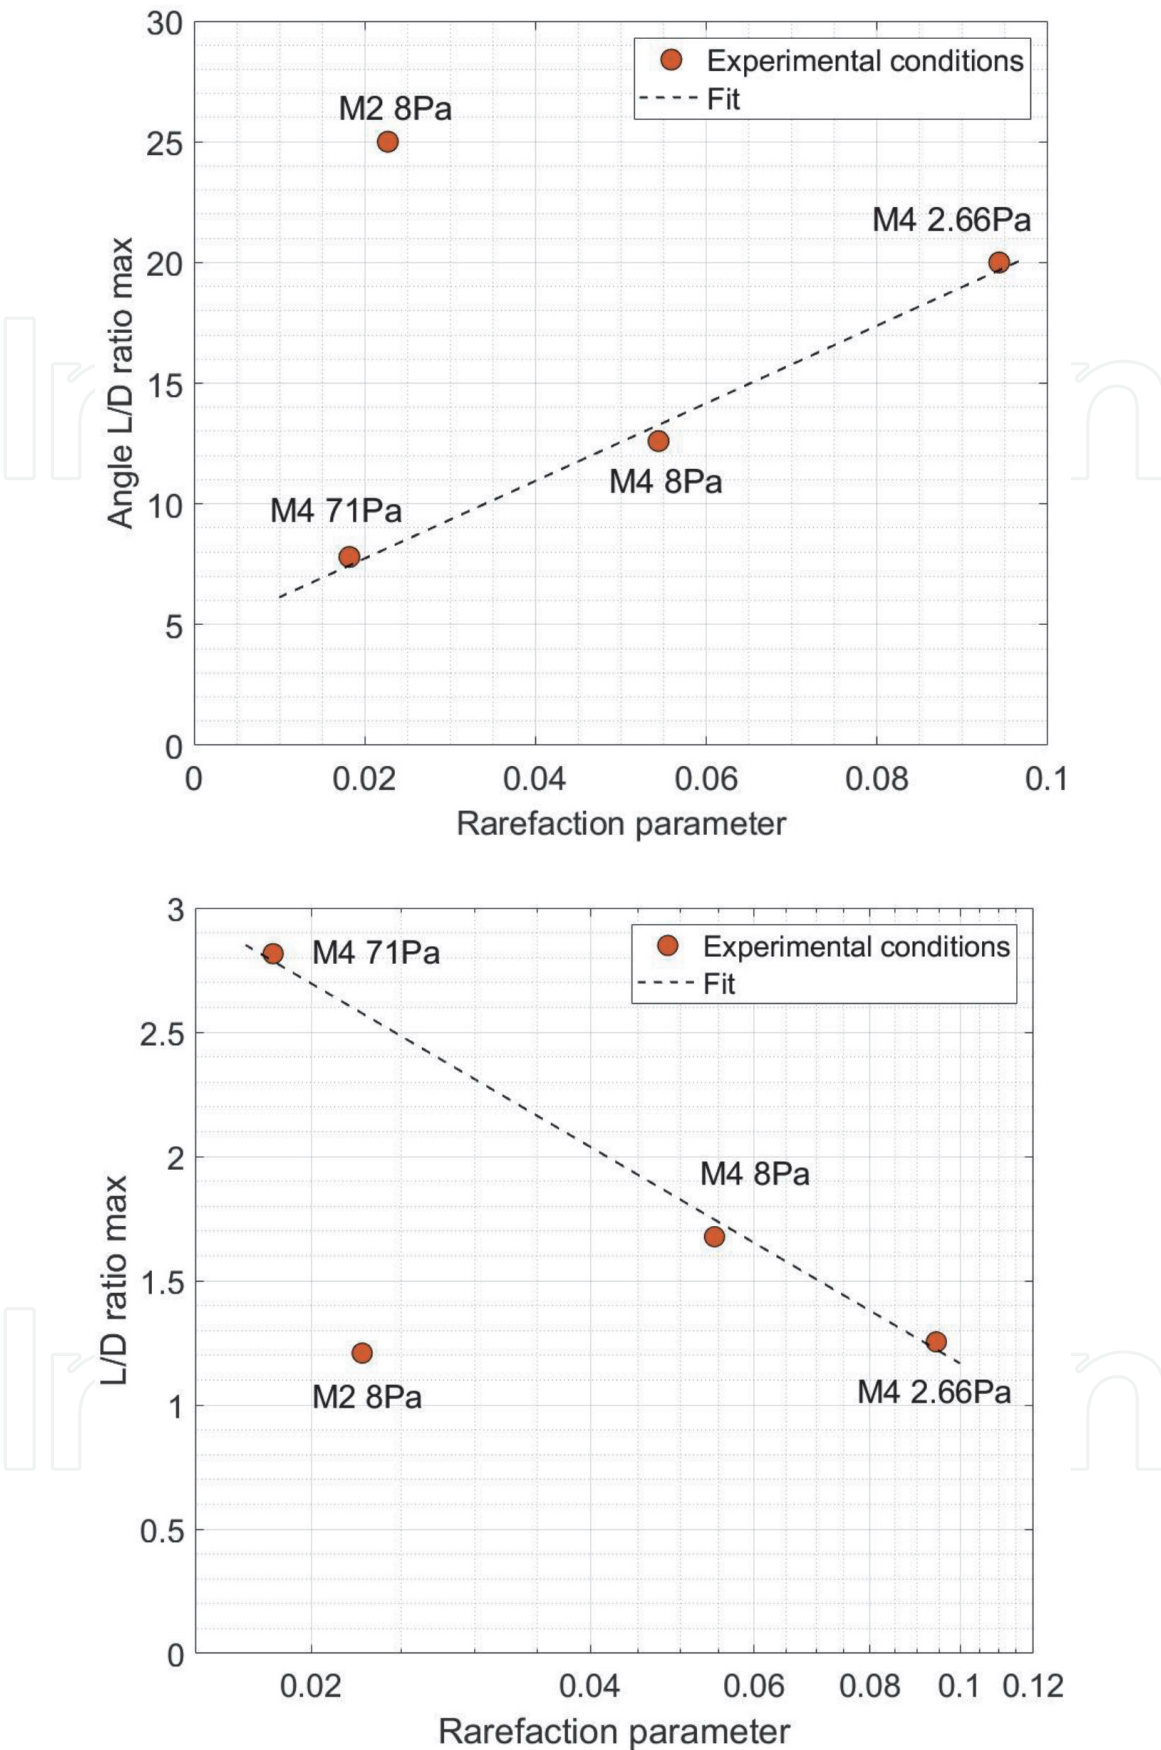 30
Experimental conditions
Fit
M2 8Pa
25
M4 2.66Pa
20
Angle L/D ratio max
15
M4 8Pa
M4 71Pa
10
5
0
0 0.02 0.04 0.06 0.08 0.1
Rarefaction parameter
3
Experimental conditions
Fit
M4 71Pa
2.5
2
M4 8Pa
L/D ratio max
1.5
M2 8Pa
M4 2.66Pa
1
0.5
0
0.02 0.04 0.06 0.08 0.1 0.12
Rarefaction parameter